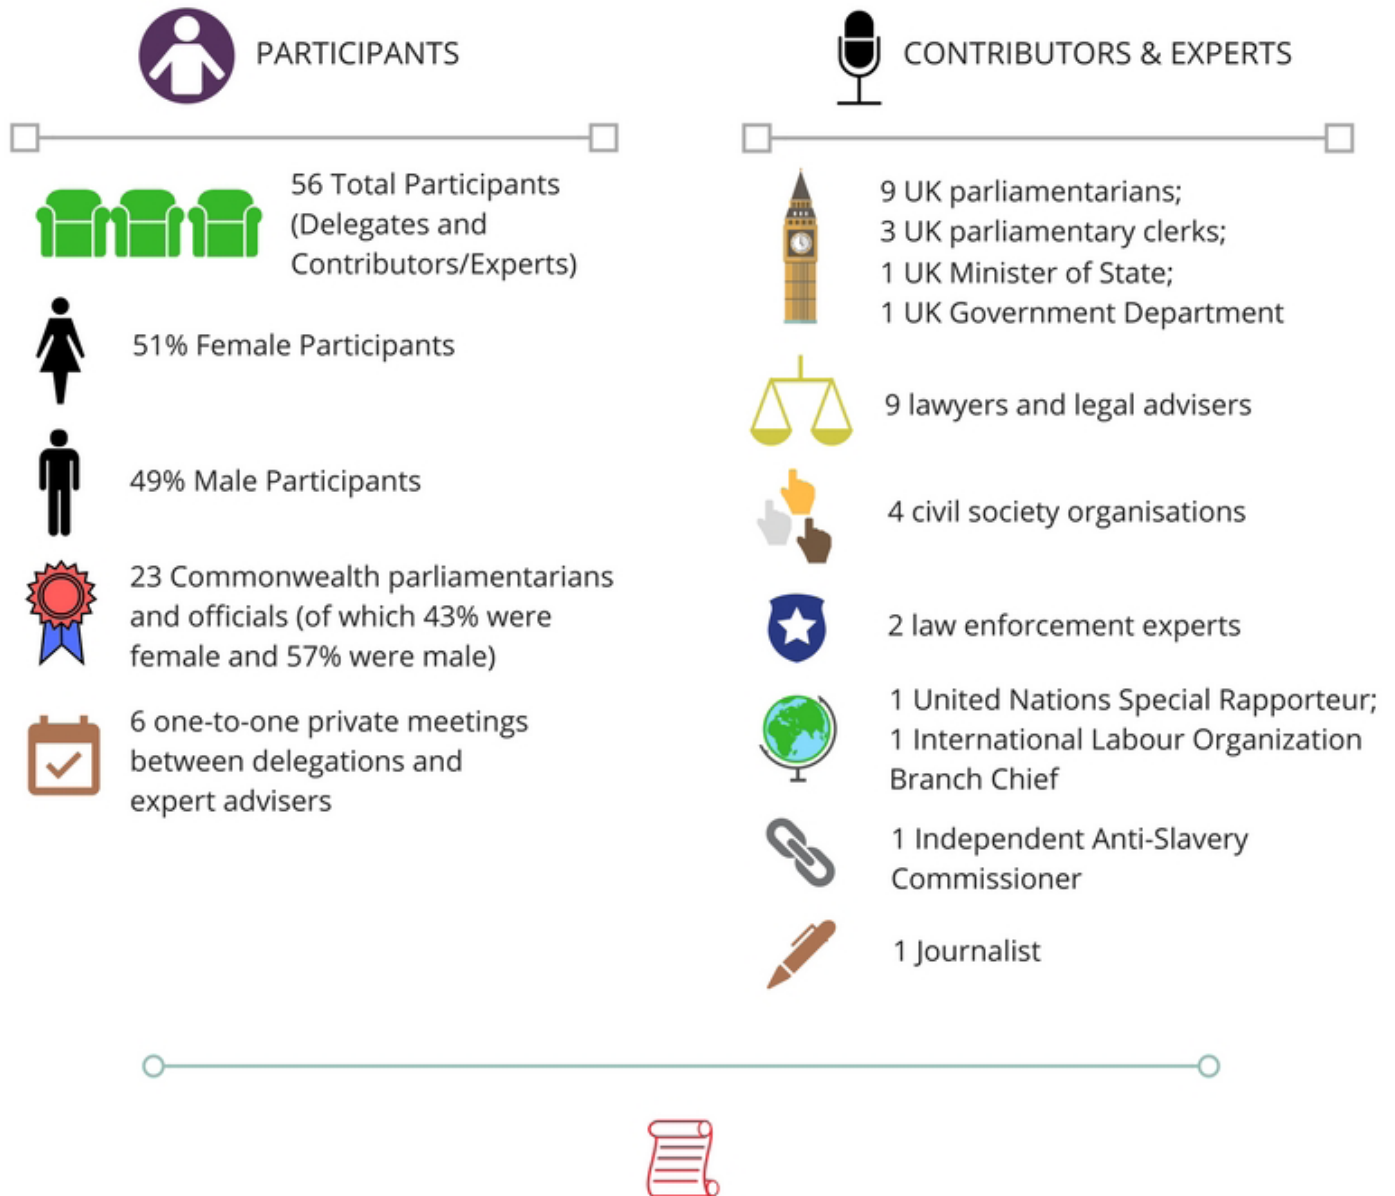 PARTICIPANTS
56 Total Participants
(Delegates and
Contributors/Experts)
51% Female Participants
49% Male Participants
23 Commonwealth parliamentarians
and officials (of which 43% were
female and 57% were male)
6 one-to-one private meetings
between delegations and
expert advisers
CONTRIBUTORS & EXPERTS
9 UK parliamentarians;
3 UK parliamentary clerks;
1 UK Minister of State;
1 UK Government Department
9 lawyers and legal advisers
4 civil society organisations
2 law enforcement experts
1 United Nations Special Rapporteur;
1 International Labour Organization
Branch Chief
1 Independent Anti-Slavery
Commissioner
1 Journalist